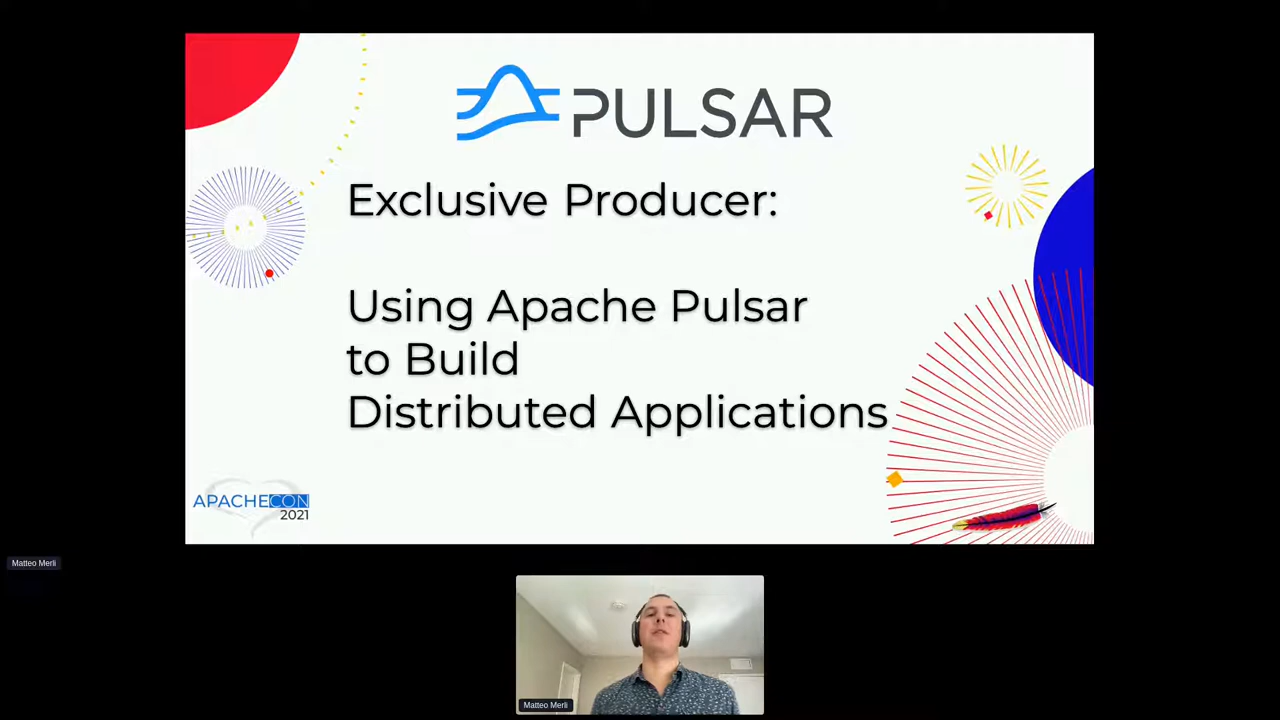 PULSAR
Exclusive Producer:
Using Apache Pulsar
to Build
Distributed Applications
APACHECON
2021
Matteo Merli
Matteo Merli